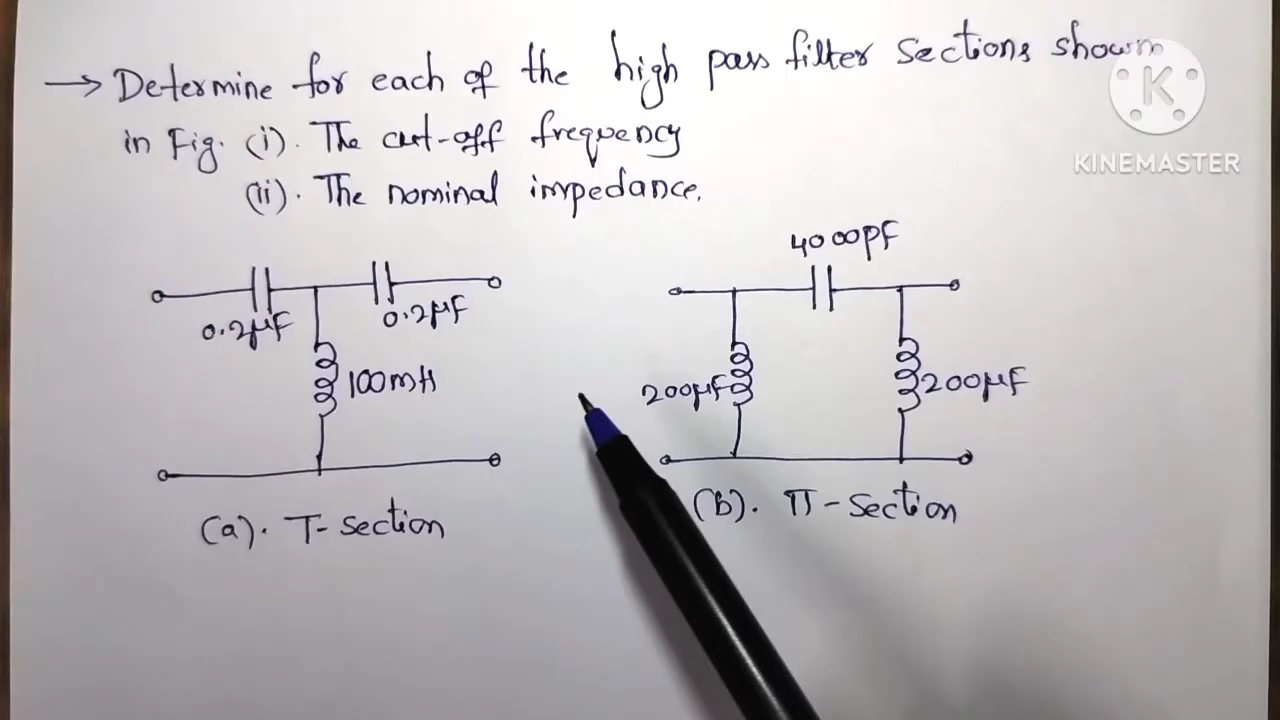 → Determine for each of the high pass filter sections shown
in Fig. (i). The cut-off frequency
(ii). The nominal impedance.
K
KINEMASTER
4000pF
0.2μF
0.2μF
100mH
200μF
200μF
(a). T-section
(b). Π-section